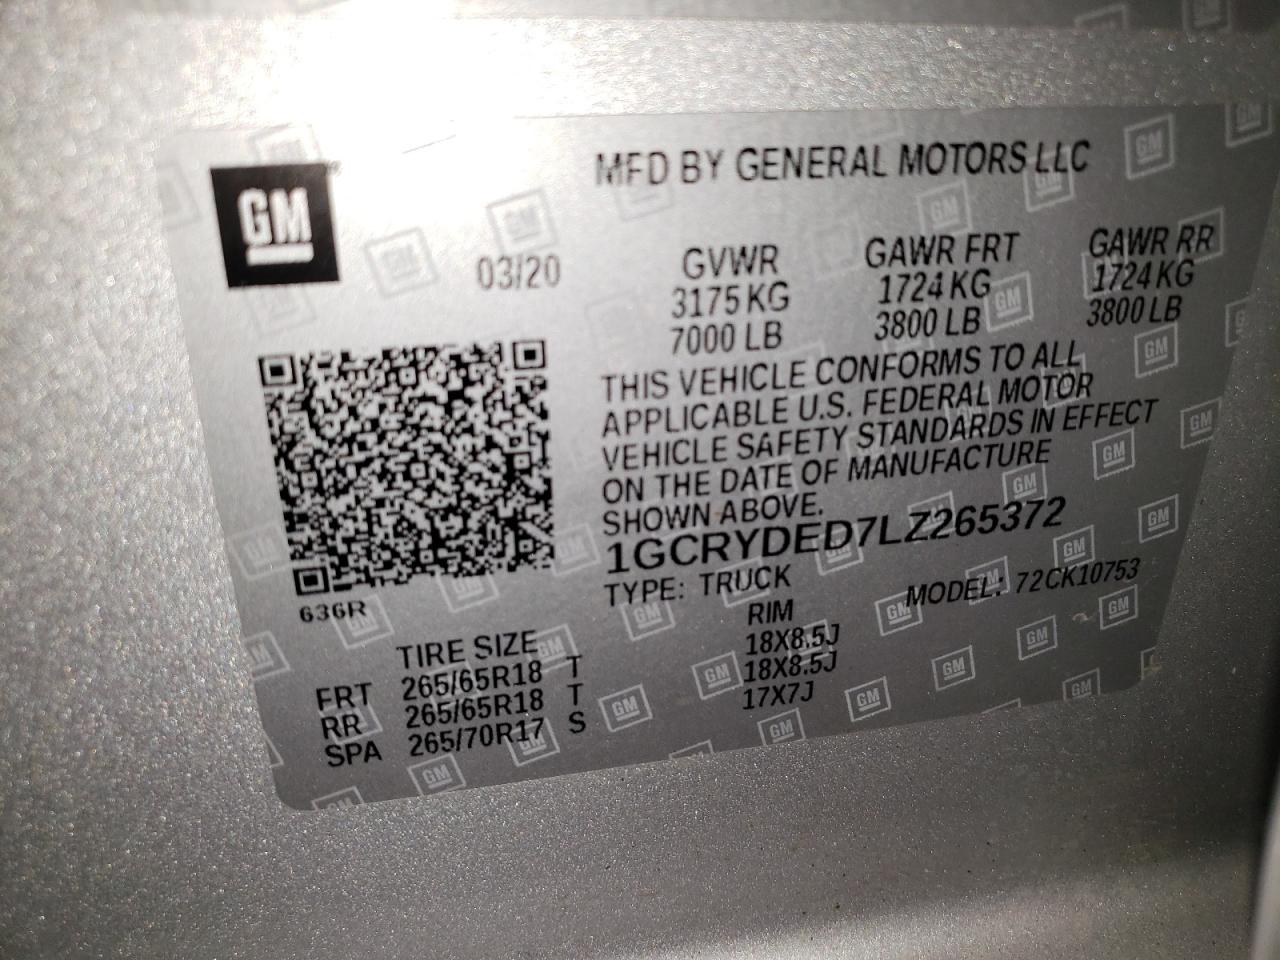 GM
MFD BY GENERAL MOTORS LLC
03/20
GVWR GAWR FRT GAWR RR
3175 KG 1724 KG 1724 KG
7000 LB 3800 LB 3800 LB
THIS VEHICLE CONFORMS TO ALL
APPLICABLE U.S. FEDERAL MOTOR
VEHICLE SAFETY STANDARDS IN EFFECT
ON THE DATE OF MANUFACTURE
SHOWN ABOVE.
1GCRYDED7LZ265372
TYPE: TRUCK MODEL: 72CK10753
636R
TIRE SIZE RIM
FRT 265/65R18 T 18X8.5J
RR 265/65R18 T 18X8.5J
SPA 265/70R17 S 17X7J